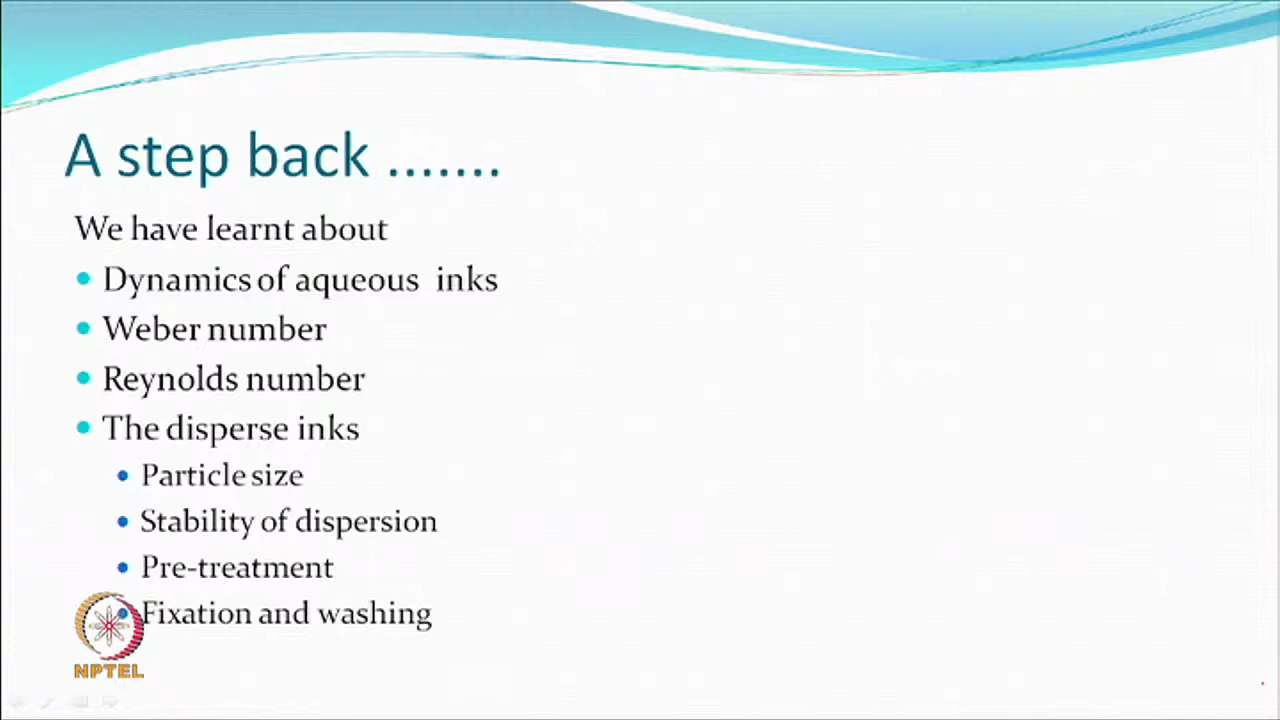 A step back .......
We have learnt about
Dynamics of aqueous inks
Weber number
Reynolds number
The disperse inks
Particle size
Stability of dispersion
Pre-treatment
Fixation and washing
NPTEL